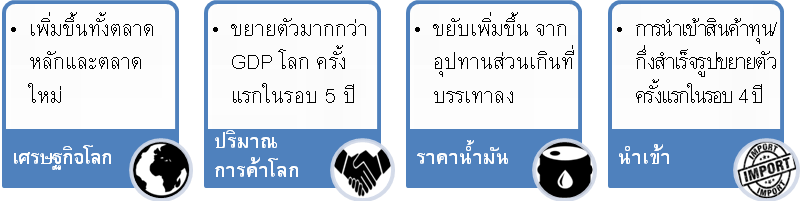 • เพิ่มขึ้นทั้งตลาด
หลักและตลาด
ใหม่
เศรษฐกิจโลก
• ขยายตัวมากกว่า
GDP โลก ครั้ง
แรกในรอบ 5 ปี
ปริมาณ
การค้าโลก
• ขยับเพิ่มขึ้น จาก
อุปทานส่วนเกินที่
บรรเทาลง
ราคาน้ำมัน
• การนำเข้าสินค้าทุน/
กึ่งสำเร็จรูปขยายตัว
ครั้งแรกในรอบ 4 ปี
นำเข้า
IMPORT
IMPORT
IMPORT